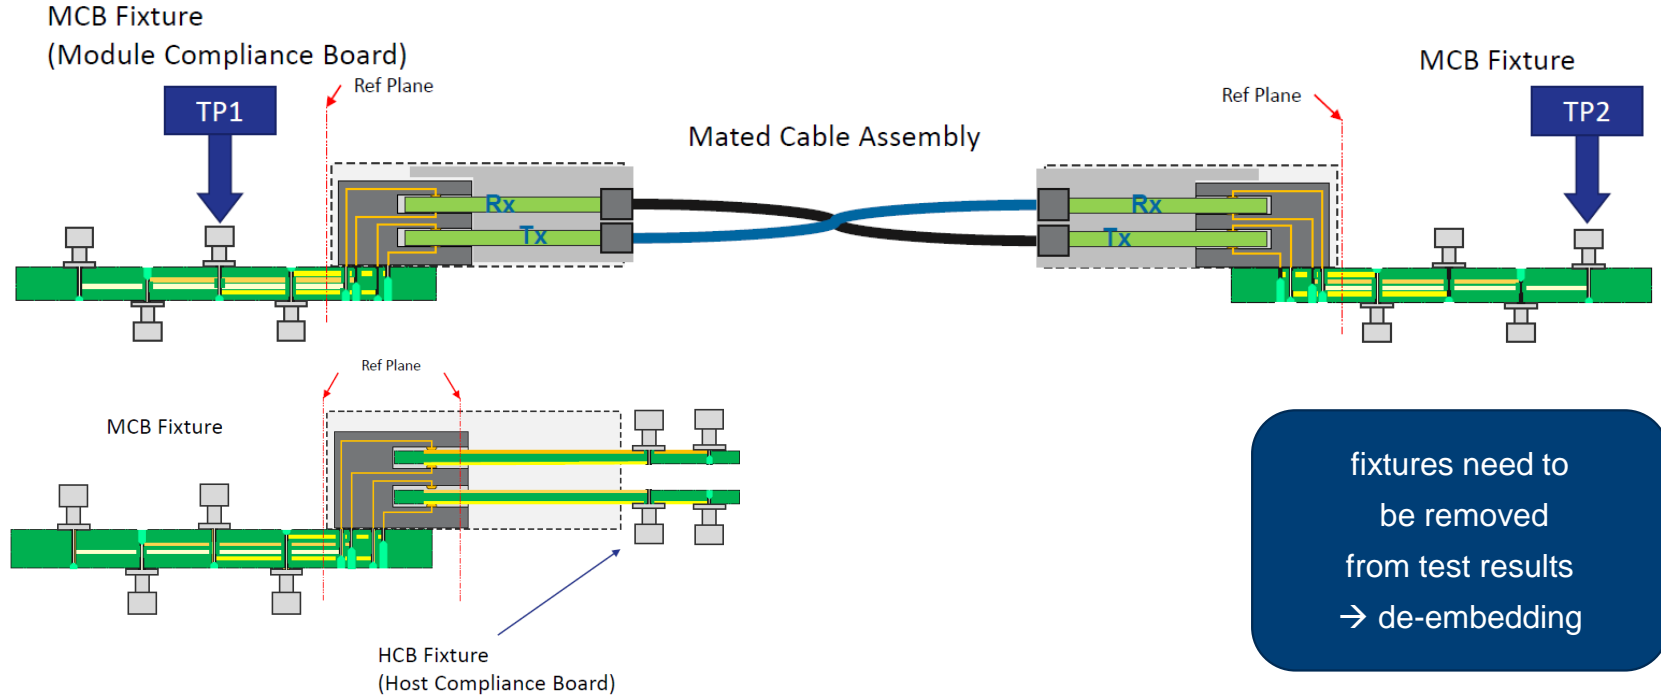 MCB Fixture
(Module Compliance Board)
MCB Fixture
Ref Plane
TP1
Ref Plane
TP2
Mated Cable Assembly
Rx
Tx
Rx
Tx
Ref Plane
MCB Fixture
HCB Fixture
(Host Compliance Board)
fixtures need to
be removed
from test results
→ de-embedding